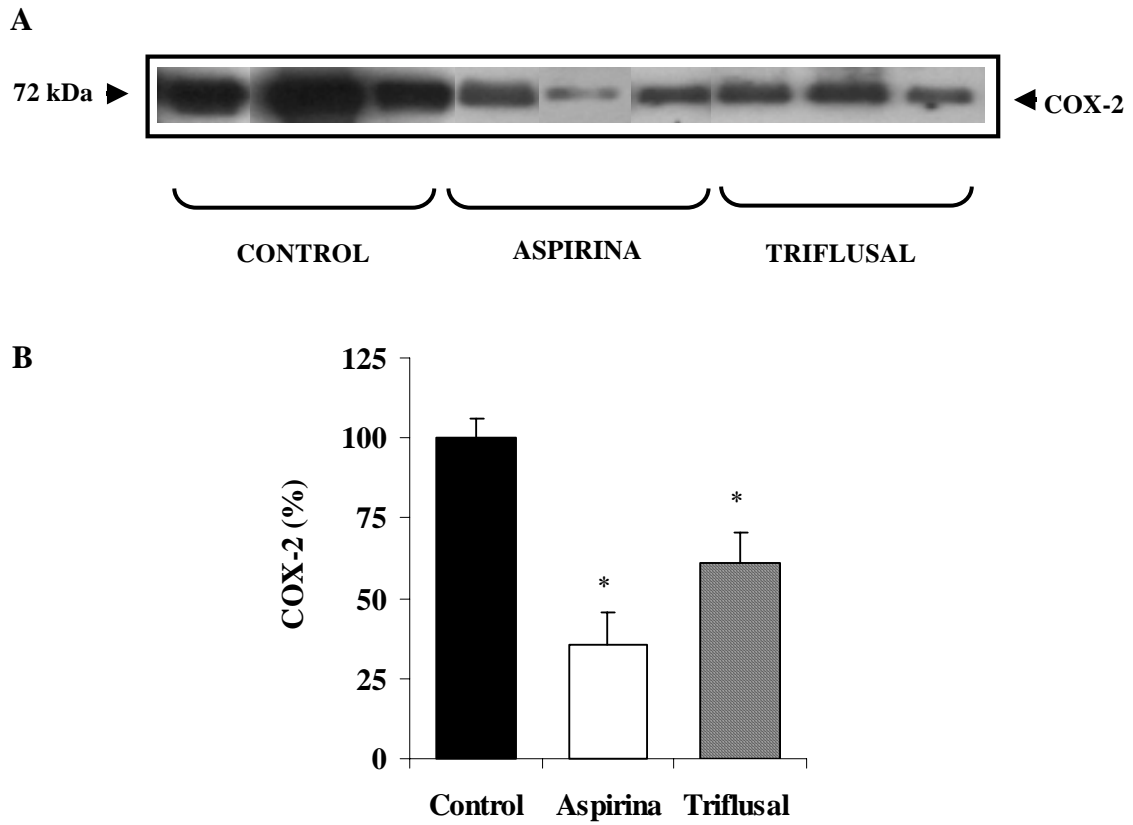 A
72 kDa
COX-2
CONTROL
ASPIRINA
TRIFLUSAL
B
COX-2 (%)
125
100
75
50
25
0
*
*
Control
Aspirina
Triflusal